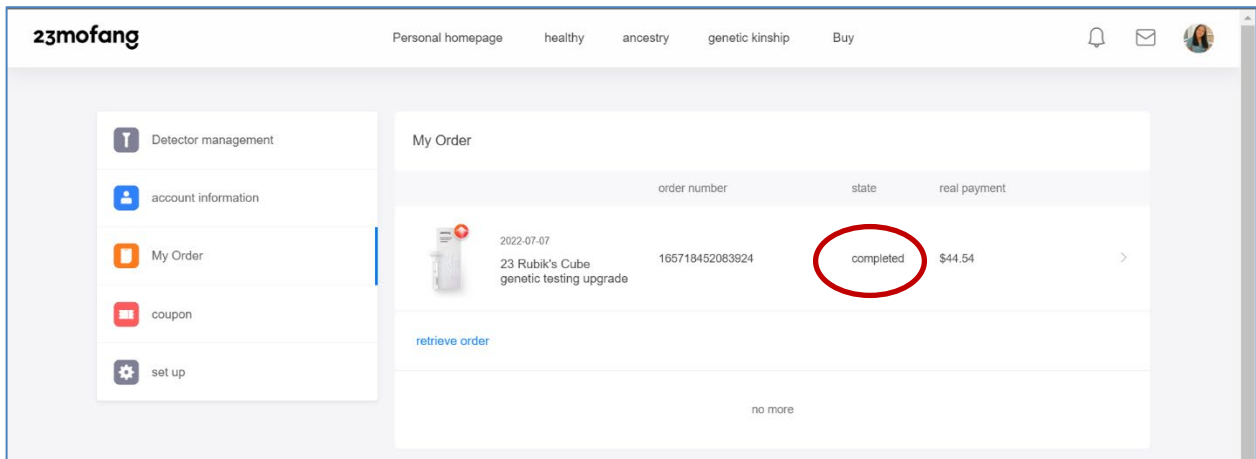 23mofang
Personal homepage healthy ancestry genetic kinship Buy
Detector management
account information
My Order
coupon
set up
My Order
order number state real payment
2022-07-07
23 Rubik's Cube
genetic testing upgrade
165718452083924 completed $44.54
retrieve order
no more